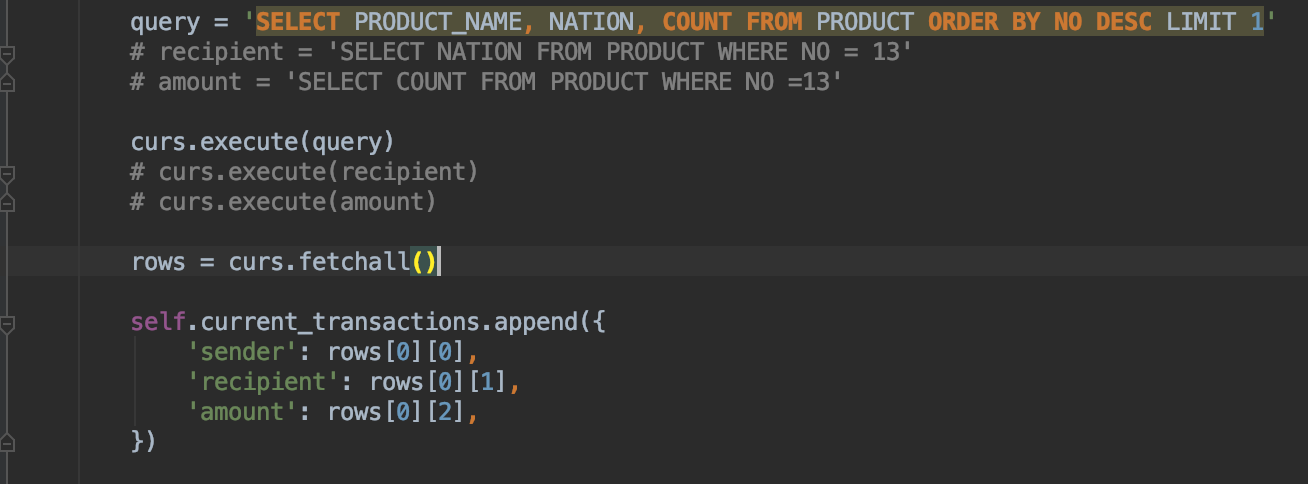 query = 'SELECT PRODUCT_NAME, NATION, COUNT FROM PRODUCT ORDER BY NO DESC LIMIT 1'
# recipient = 'SELECT NATION FROM PRODUCT WHERE NO = 13'
# amount = 'SELECT COUNT FROM PRODUCT WHERE NO =13'
curs.execute(query)
# curs.execute(recipient)
# curs.execute(amount)
rows = curs.fetchall()
self.current_transactions.append({
'sender': rows[0][0],
'recipient': rows[0][1],
'amount': rows[0][2],
})